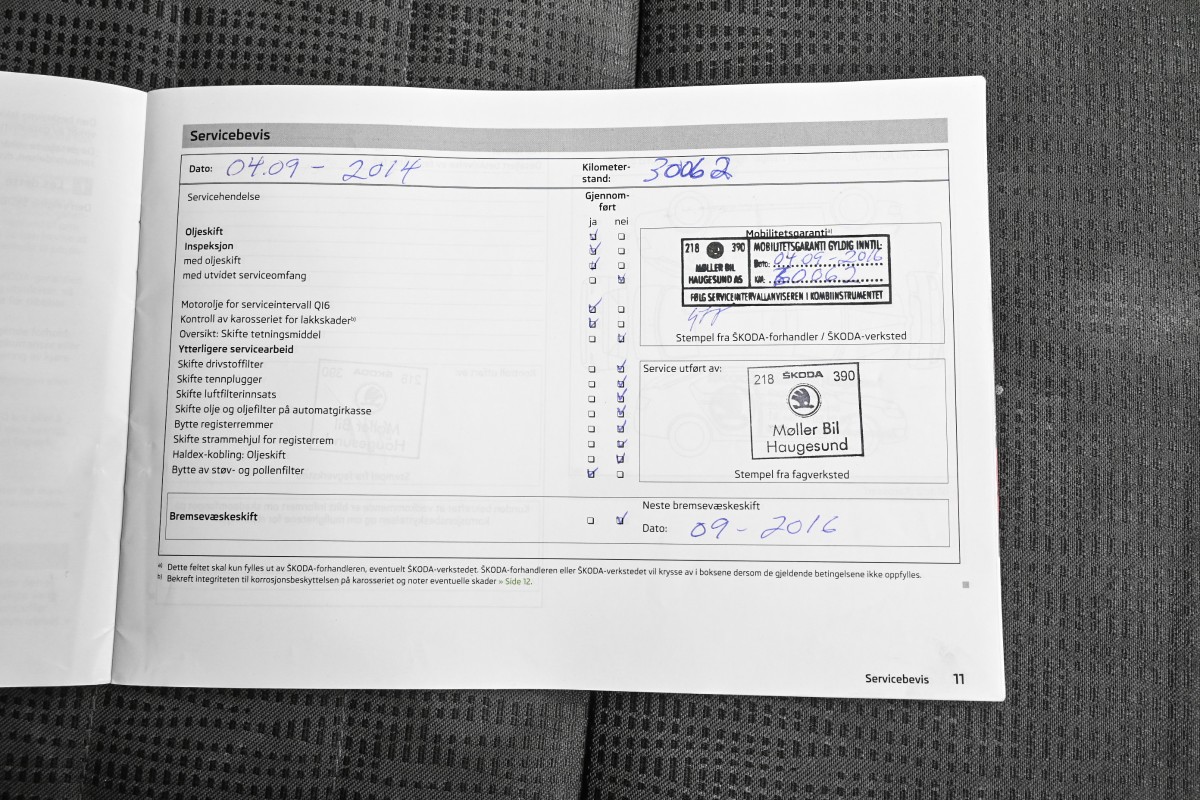 Servicebevis
Dato: 04.09 - 2014
Kilometer-
stand: 30062
Servicehendelse
Gjennom-
ført
ja nei
Oljeskift
Inspeksjon
med oljeskift
med utvidet serviceomfang
Motorolje for serviceintervall QI6
Kontroll av karosseriet for lakkskader b)
Oversikt: Skifte tetningsmiddel
Ytterligere servicearbeid
Skifte drivstoffilter
Skifte tennplugger
Skifte luftfilterinnsats
Skifte olje og oljefilter på automatgirkasse
Bytte registerremmer
Skifte strammehjul for registerrem
Haldex-kobling: Oljeskift
Bytte av støv- og pollenfilter
Mobilitetsgaranti a)
218 390
MØLLER BIL
HAUGESUND AS
MOBILITETSGARANTI GYLDIG INNTIL:
Dato: 04.09-2016
KM: 60062
FØLG SERVICEINTERVALLANVISEREN I KOMBIINSTRUMENTET
Stempel fra ŠKODA-forhandler / ŠKODA-verksted
Service utført av:
218 ŠKODA 390
Møller Bil
Haugesund
Stempel fra fagverksted
Bremsevæskeskift
Neste bremsevæskeskift
Dato: 09 - 2016
a) Dette feltet skal kun fylles ut av ŠKODA-forhandleren, eventuelt ŠKODA-verkstedet. ŠKODA-forhandleren eller ŠKODA-verkstedet vil krysse av i boksene dersom de gjeldende betingelsene ikke oppfylles.
b) Bekreft integriteten til korrosjonsbeskyttelsen på karosseriet og noter eventuelle skader » Side 12.
Servicebevis 11